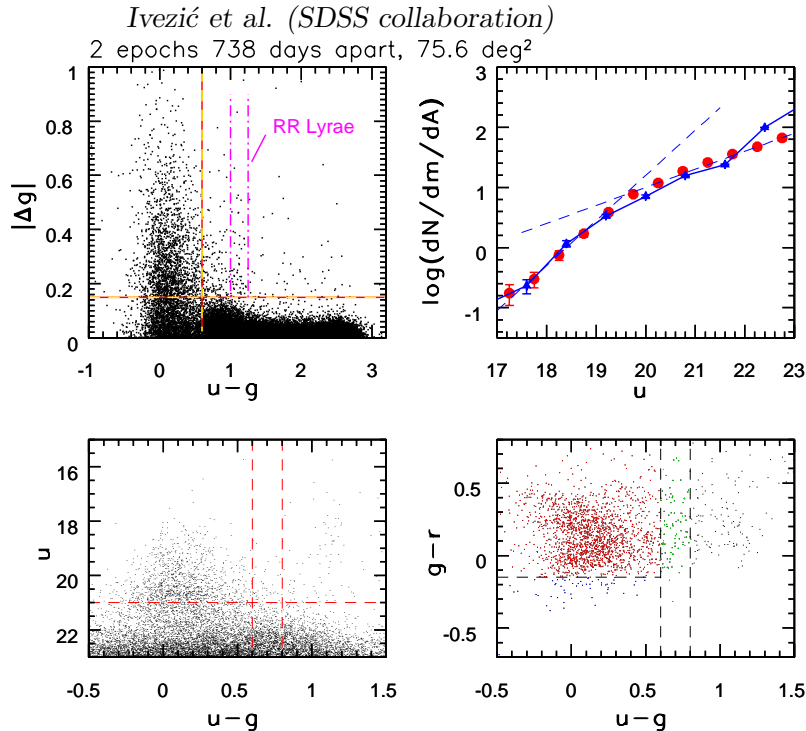 Ivezić et al. (SDSS collaboration)
2 epochs 738 days apart, 75.6 deg²
|Δg|
1
0.8
0.6
0.4
0.2
0
-1 0 1 2 3
u-g
RR Lyrae
log(dN/dm/dA)
3
2
1
0
-1
17 18 19 20 21 22 23
u
u
16
18
20
22
-0.5 0 0.5 1 1.5
u-g
g-r
0.5
0
-0.5
-0.5 0 0.5 1 1.5
u-g